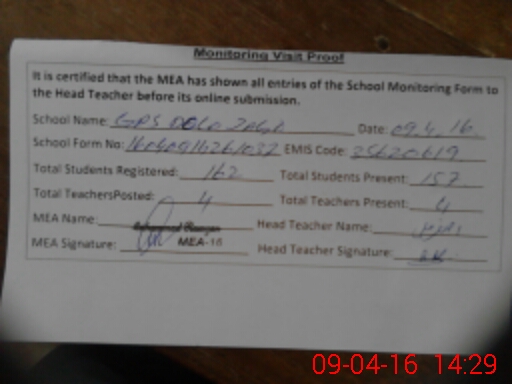 Monitoring Visit Proof
It is certified that the MEA has shown all entries of the School Monitoring Form to
the Head Teacher before its online submission.
School Name: GPS Date: 09.4.16.
School Form No: EMIS Code: 35620619
Total Students Registered: 162 Total Students Present: 157
Total TeachersPosted: 4 Total Teachers Present: 4
MEA Name: Head Teacher Name:
MEA Signature: MEA-16 Head Teacher Signature:
09-04-16 14:29